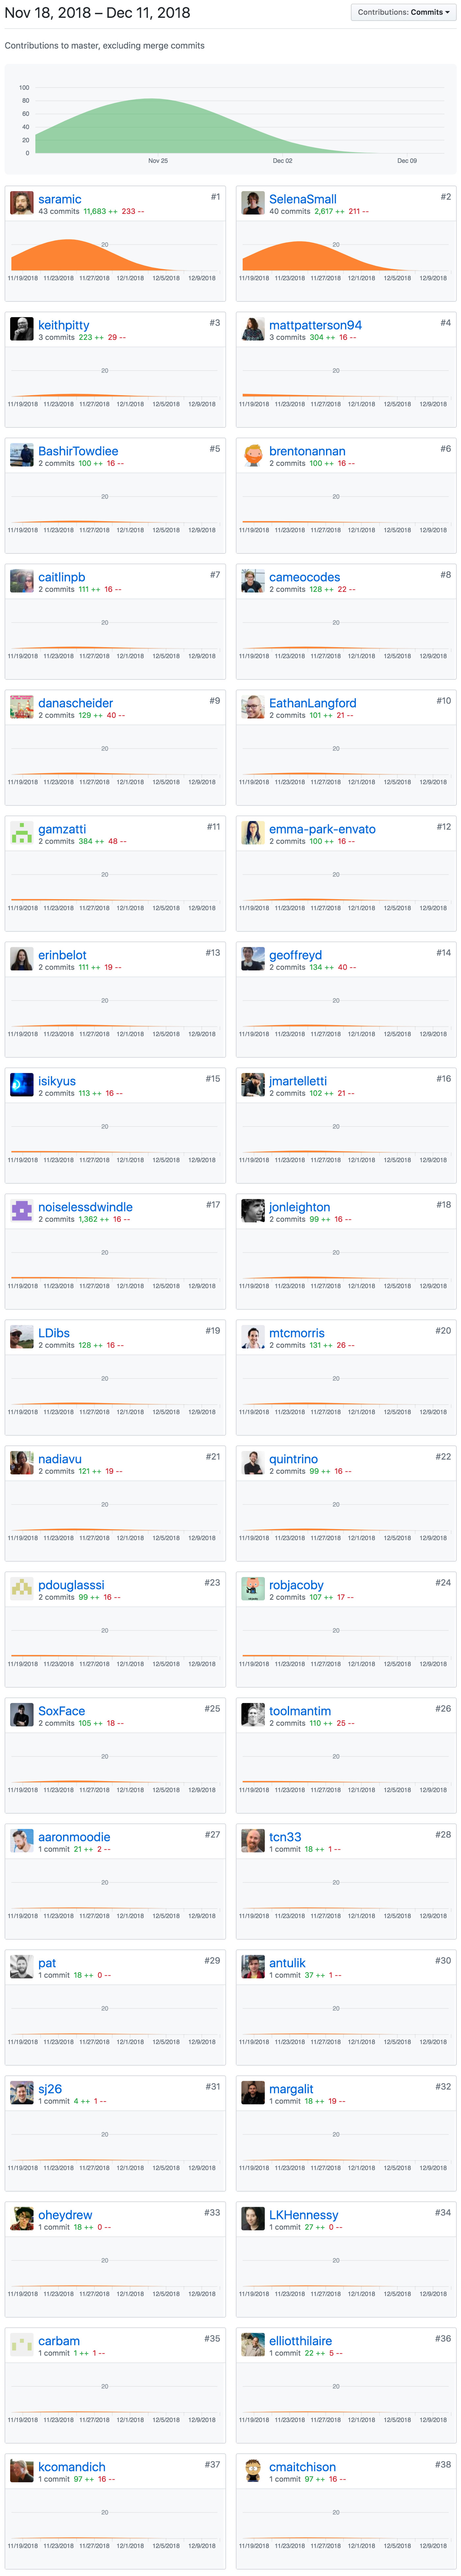 Nov 18, 2018 – Dec 11, 2018
Contributions: Commits
Contributions to master, excluding merge commits
100
80
60
40
20
0
Nov 25 Dec 02 Dec 09
saramic #1
43 commits 11,683 ++ 233 --
20
11/19/2018 11/23/2018 11/27/2018 12/1/2018 12/5/2018 12/9/2018
SelenaSmall #2
40 commits 2,617 ++ 211 --
20
11/19/2018 11/23/2018 11/27/2018 12/1/2018 12/5/2018 12/9/2018
keithpitty #3
3 commits 223 ++ 29 --
20
11/19/2018 11/23/2018 11/27/2018 12/1/2018 12/5/2018 12/9/2018
mattpatterson94 #4
3 commits 304 ++ 16 --
20
11/19/2018 11/23/2018 11/27/2018 12/1/2018 12/5/2018 12/9/2018
BashirTowdiee #5
2 commits 100 ++ 16 --
20
11/19/2018 11/23/2018 11/27/2018 12/1/2018 12/5/2018 12/9/2018
brentonannan #6
2 commits 100 ++ 16 --
20
11/19/2018 11/23/2018 11/27/2018 12/1/2018 12/5/2018 12/9/2018
caitlinpb #7
2 commits 111 ++ 16 --
20
11/19/2018 11/23/2018 11/27/2018 12/1/2018 12/5/2018 12/9/2018
cameocodes #8
2 commits 128 ++ 22 --
20
11/19/2018 11/23/2018 11/27/2018 12/1/2018 12/5/2018 12/9/2018
danascheider #9
2 commits 129 ++ 40 --
20
11/19/2018 11/23/2018 11/27/2018 12/1/2018 12/5/2018 12/9/2018
EathanLangford #10
2 commits 101 ++ 21 --
20
11/19/2018 11/23/2018 11/27/2018 12/1/2018 12/5/2018 12/9/2018
gamzatti #11
2 commits 384 ++ 48 --
20
11/19/2018 11/23/2018 11/27/2018 12/1/2018 12/5/2018 12/9/2018
emma-park-envato #12
2 commits 100 ++ 16 --
20
11/19/2018 11/23/2018 11/27/2018 12/1/2018 12/5/2018 12/9/2018
erinbelot #13
2 commits 111 ++ 19 --
20
11/19/2018 11/23/2018 11/27/2018 12/1/2018 12/5/2018 12/9/2018
geoffreyd #14
2 commits 134 ++ 40 --
20
11/19/2018 11/23/2018 11/27/2018 12/1/2018 12/5/2018 12/9/2018
isikyus #15
2 commits 113 ++ 16 --
20
11/19/2018 11/23/2018 11/27/2018 12/1/2018 12/5/2018 12/9/2018
jmartelletti #16
2 commits 102 ++ 21 --
20
11/19/2018 11/23/2018 11/27/2018 12/1/2018 12/5/2018 12/9/2018
noiselessdwindle #17
2 commits 1,362 ++ 16 --
20
11/19/2018 11/23/2018 11/27/2018 12/1/2018 12/5/2018 12/9/2018
jonleighton #18
2 commits 99 ++ 16 --
20
11/19/2018 11/23/2018 11/27/2018 12/1/2018 12/5/2018 12/9/2018
LDibs #19
2 commits 128 ++ 16 --
20
11/19/2018 11/23/2018 11/27/2018 12/1/2018 12/5/2018 12/9/2018
mtcmorris #20
2 commits 131 ++ 26 --
20
11/19/2018 11/23/2018 11/27/2018 12/1/2018 12/5/2018 12/9/2018
nadiavu #21
2 commits 121 ++ 19 --
20
11/19/2018 11/23/2018 11/27/2018 12/1/2018 12/5/2018 12/9/2018
quintrino #22
2 commits 99 ++ 16 --
20
11/19/2018 11/23/2018 11/27/2018 12/1/2018 12/5/2018 12/9/2018
pdouglasssi #23
2 commits 99 ++ 16 --
20
11/19/2018 11/23/2018 11/27/2018 12/1/2018 12/5/2018 12/9/2018
robjacoby #24
2 commits 107 ++ 17 --
20
11/19/2018 11/23/2018 11/27/2018 12/1/2018 12/5/2018 12/9/2018
SoxFace #25
2 commits 105 ++ 18 --
20
11/19/2018 11/23/2018 11/27/2018 12/1/2018 12/5/2018 12/9/2018
toolmantim #26
2 commits 110 ++ 25 --
20
11/19/2018 11/23/2018 11/27/2018 12/1/2018 12/5/2018 12/9/2018
aaronmoodie #27
1 commit 21 ++ 2 --
20
11/19/2018 11/23/2018 11/27/2018 12/1/2018 12/5/2018 12/9/2018
tcn33 #28
1 commit 18 ++ 1 --
20
11/19/2018 11/23/2018 11/27/2018 12/1/2018 12/5/2018 12/9/2018
pat #29
1 commit 18 ++ 0 --
20
11/19/2018 11/23/2018 11/27/2018 12/1/2018 12/5/2018 12/9/2018
antulik #30
1 commit 37 ++ 1 --
20
11/19/2018 11/23/2018 11/27/2018 12/1/2018 12/5/2018 12/9/2018
sj26 #31
1 commit 4 ++ 1 --
20
11/19/2018 11/23/2018 11/27/2018 12/1/2018 12/5/2018 12/9/2018
margalit #32
1 commit 18 ++ 19 --
20
11/19/2018 11/23/2018 11/27/2018 12/1/2018 12/5/2018 12/9/2018
oheydrew #33
1 commit 18 ++ 0 --
20
11/19/2018 11/23/2018 11/27/2018 12/1/2018 12/5/2018 12/9/2018
LKHennessy #34
1 commit 27 ++ 0 --
20
11/19/2018 11/23/2018 11/27/2018 12/1/2018 12/5/2018 12/9/2018
carbam #35
1 commit 1 ++ 1 --
20
11/19/2018 11/23/2018 11/27/2018 12/1/2018 12/5/2018 12/9/2018
elliotthilaire #36
1 commit 22 ++ 5 --
20
11/19/2018 11/23/2018 11/27/2018 12/1/2018 12/5/2018 12/9/2018
kcomandich #37
1 commit 97 ++ 16 --
20
11/19/2018 11/23/2018 11/27/2018 12/1/2018 12/5/2018 12/9/2018
cmaitchison #38
1 commit 97 ++ 16 --
20
11/19/2018 11/23/2018 11/27/2018 12/1/2018 12/5/2018 12/9/2018